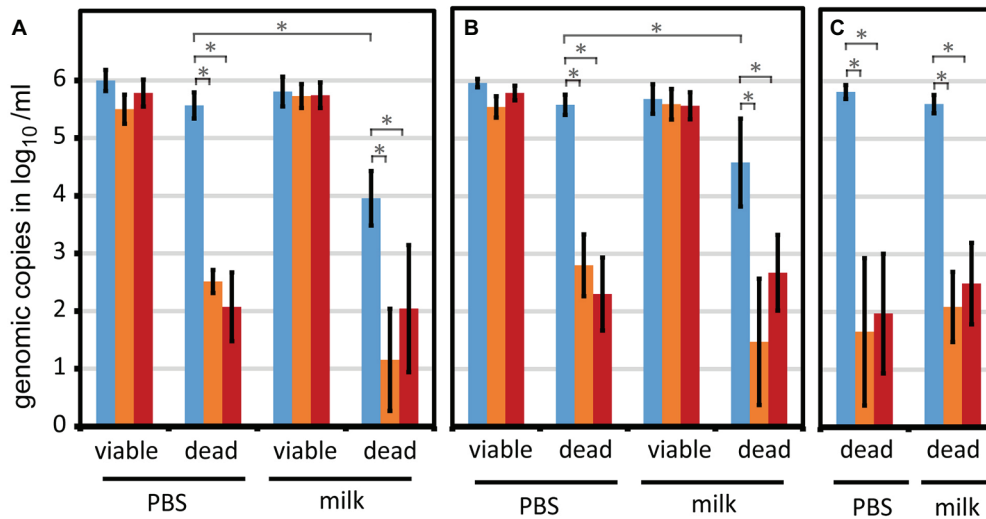 A
B
C
* * *
* *
* * *
* *
* *
* *
genomic copies in log10/ml
6
5
4
3
2
1
0
viable dead viable dead
PBS milk
viable dead viable dead
PBS milk
dead dead
PBS milk